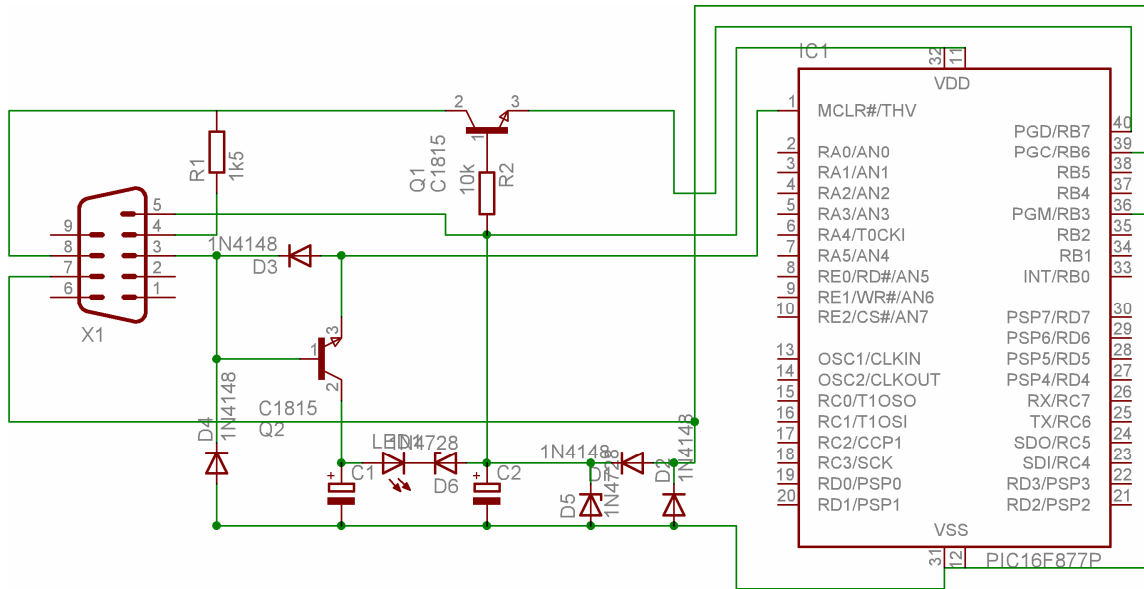 IC1
32
11
VDD
1
MCLR#/THV
PGD/RB7
40
2
RA0/AN0
PGC/RB6
39
3
RA1/AN1
RB5
38
4
RA2/AN2
RB4
37
5
RA3/AN3
PGM/RB3
36
6
RA4/T0CKI
RB2
35
7
RA5/AN4
RB1
34
8
RE0/RD#/AN5
INT/RB0
33
9
RE1/WR#/AN6
10
RE2/CS#/AN7
PSP7/RD7
30
PSP6/RD6
29
13
OSC1/CLKIN
PSP5/RD5
28
14
OSC2/CLKOUT
PSP4/RD4
27
15
RC0/T1OSO
RX/RC7
26
16
RC1/T1OSI
TX/RC6
25
17
RC2/CCP1
SDO/RC5
24
18
RC3/SCK
SDI/RC4
23
19
RD0/PSP0
RD3/PSP3
22
20
RD1/PSP1
RD2/PSP2
21
VSS
31
12
PIC16F877P
2
3
1
Q1
C1815
10k
R2
R1
1k5
9
8
7
6
5
4
3
2
1
X1
1N4148
D3
1
3
2
C1815
Q2
D4
1N4148
LED1
1N4728
D6
+
C1
+
C2
1N4148
D1
D5
1N4728
D2
1N4148